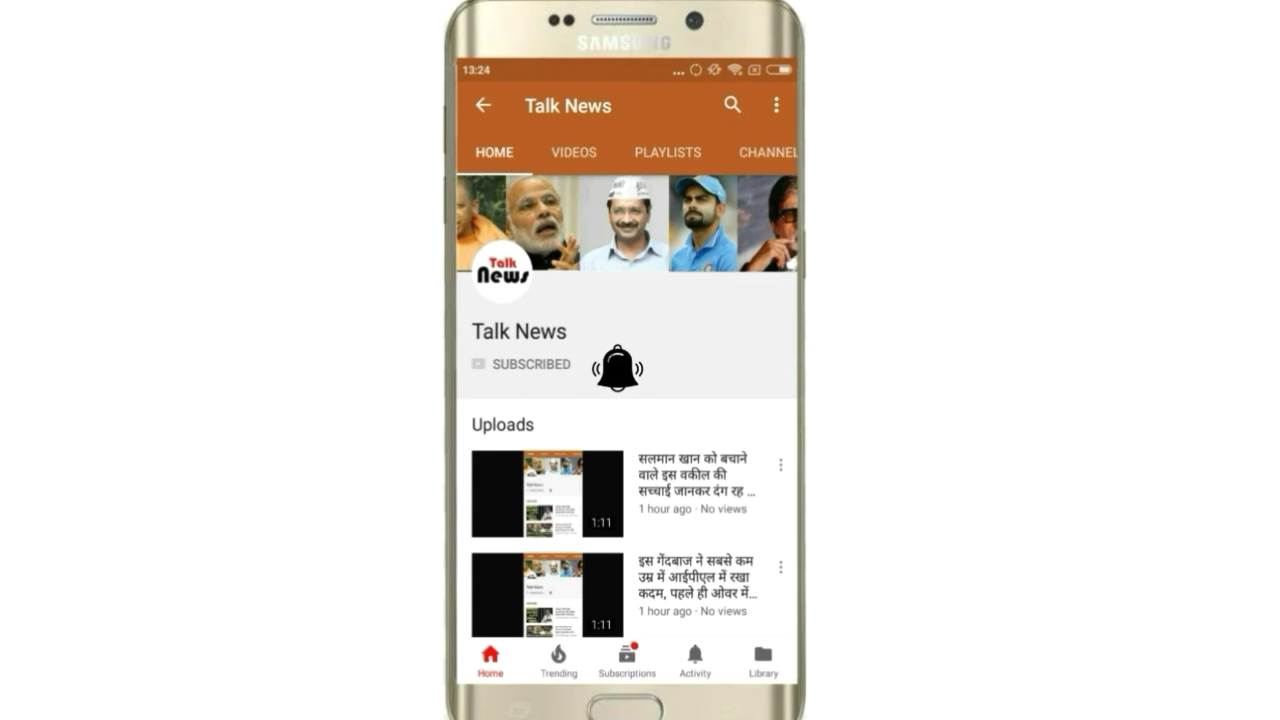 SAMSUNG
13:24
Talk News
HOME VIDEOS PLAYLISTS CHANNEL
Talk
News
Talk News
SUBSCRIBED
Uploads
सलमान खान को बचाने
वाले इस वकील की
सच्चाई जानकर दंग रह ...
1 hour ago · No views
1:11
इस गेंदबाज ने सबसे कम
उम्र में आईपीएल में रखा
कदम, पहले ही ओवर में...
1 hour ago · No views
1:11
Home Trending Subscriptions Activity Library